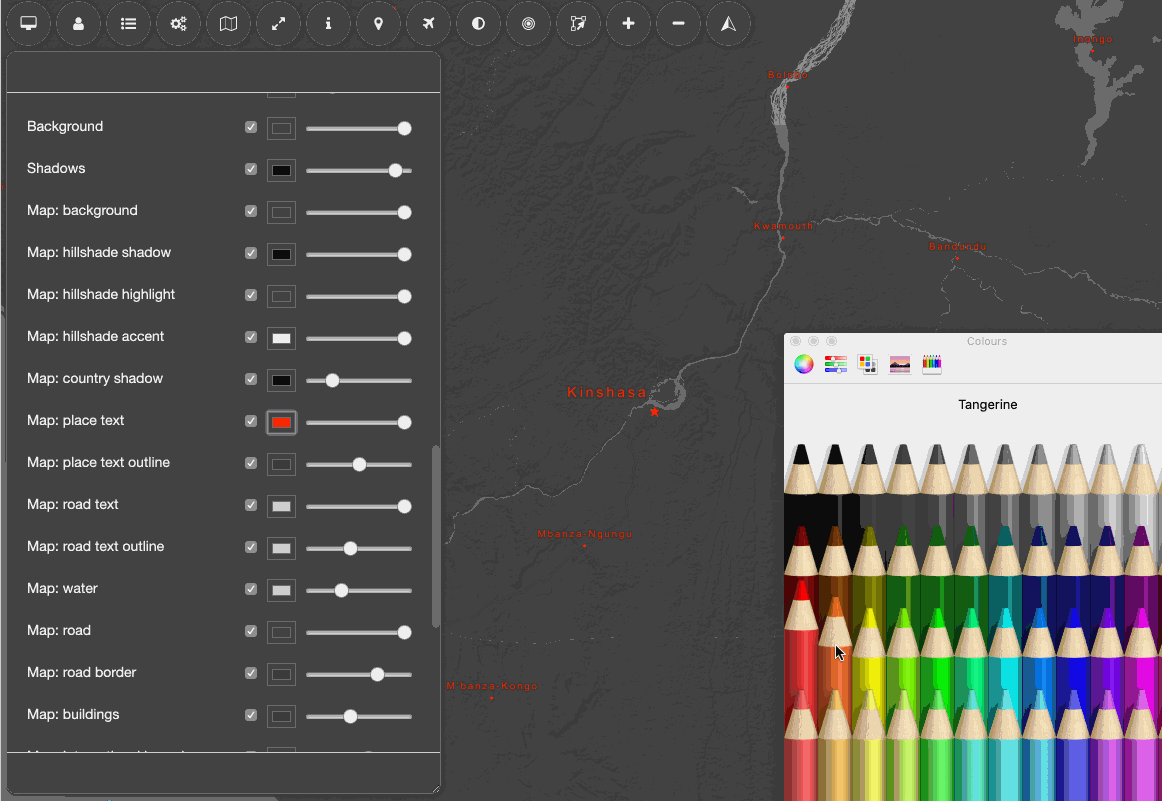 Inongo
Bolobo
Background
Shadows
Map: background
Kwamouth
Bandundu
Map: hillshade shadow
Map: hillshade highlight
Map: hillshade accent
Colours
Map: country shadow
Kinshasa
Tangerine
Map: place text
Map: place text outline
Map: road text
Mbanza-Ngungu
Map: road text outline
Map: water
Map: road
Map: road border
M'banza-Kongo
Map: buildings